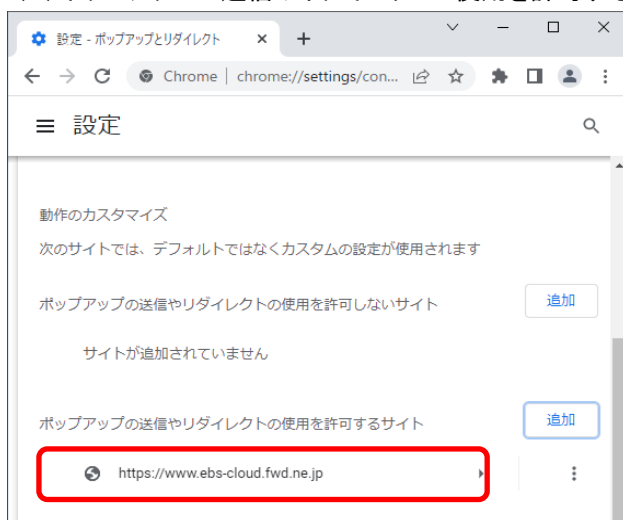 設定 - ポップアップとリダイレクト
Chrome | chrome://settings/con...
設定
動作のカスタマイズ
次のサイトでは、デフォルトではなくカスタムの設定が使用されます
ポップアップの送信やリダイレクトの使用を許可しないサイト
追加
サイトが追加されていません
ポップアップの送信やリダイレクトの使用を許可するサイト
追加
https://www.ebs-cloud.fwd.ne.jp